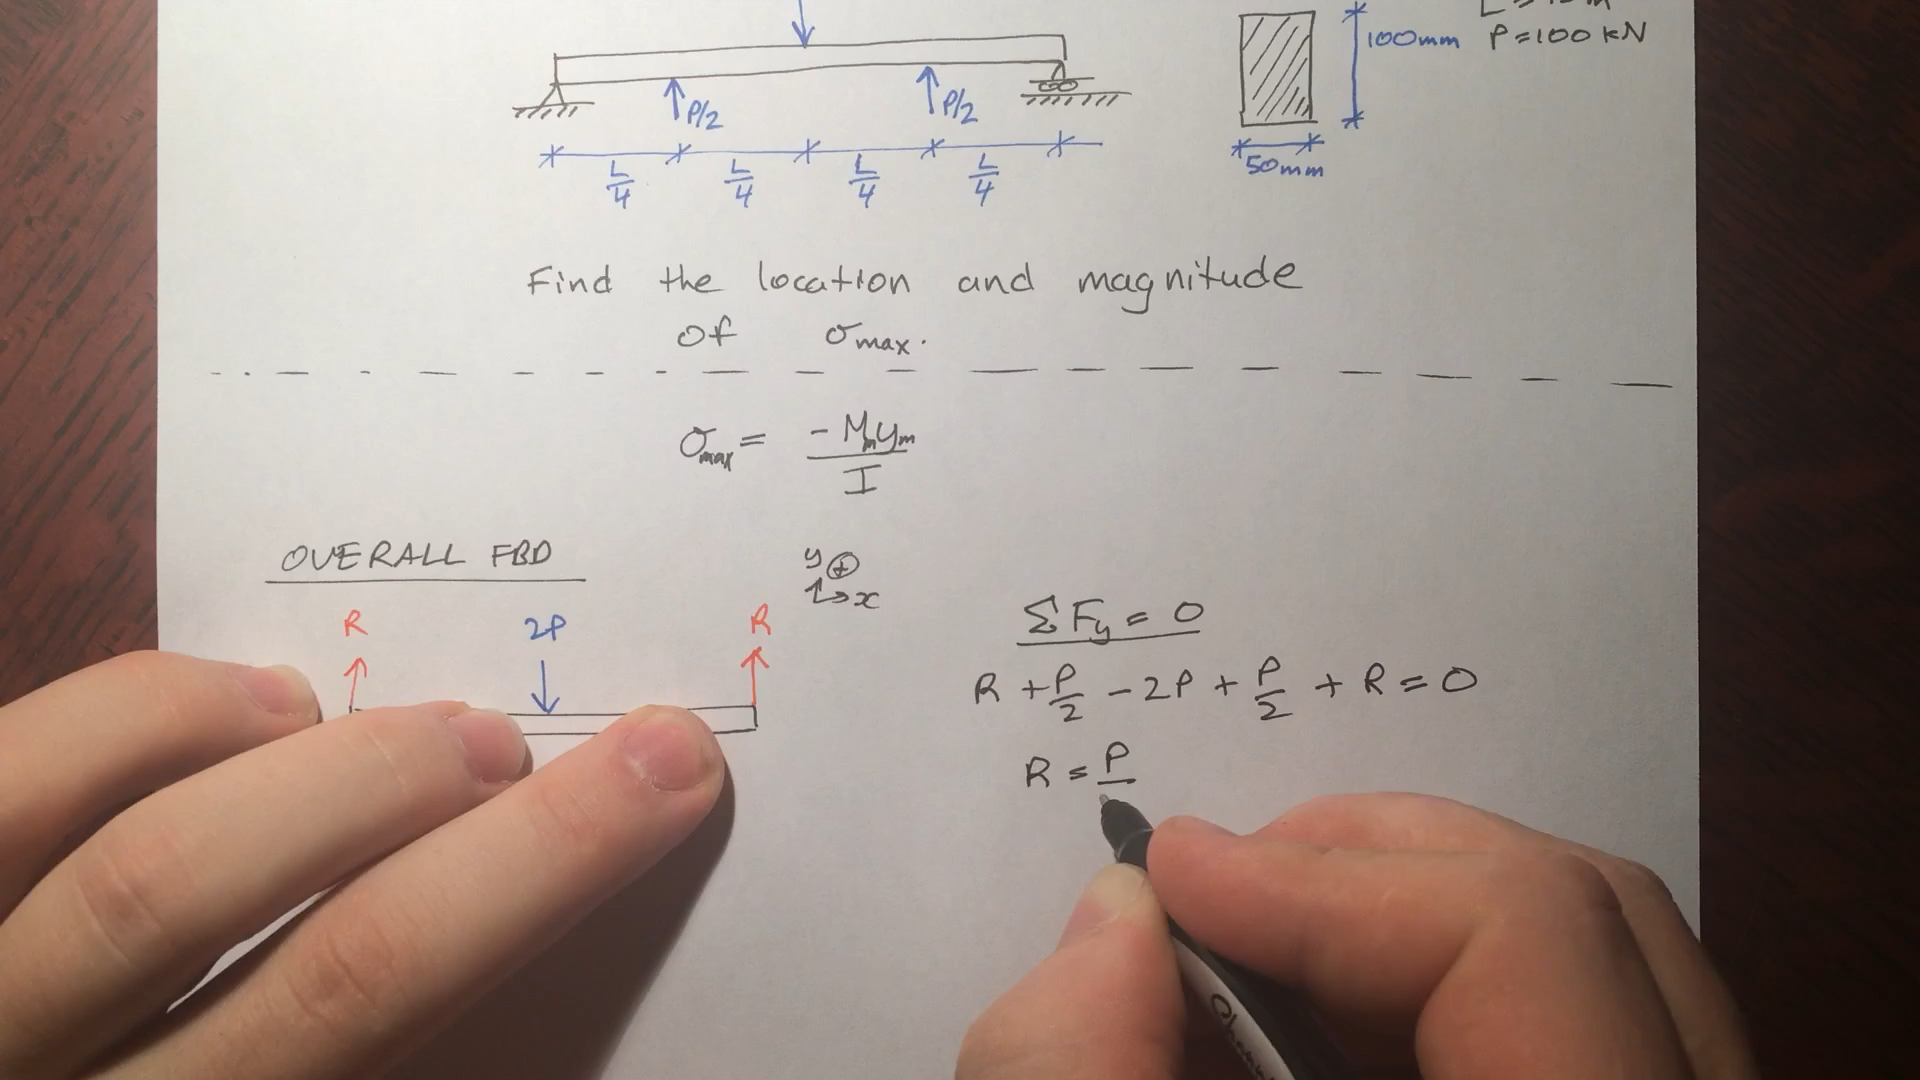 100mm
P=100 kN
P/2
P/2
L/4 L/4 L/4 L/4
50mm
Find the location and magnitude
of σmax.
σmax = -Mmym/I
OVERALL FBD
y + x
R 2P R
ΣFy = 0
R + P/2 - 2P + P/2 + R = 0
R = P